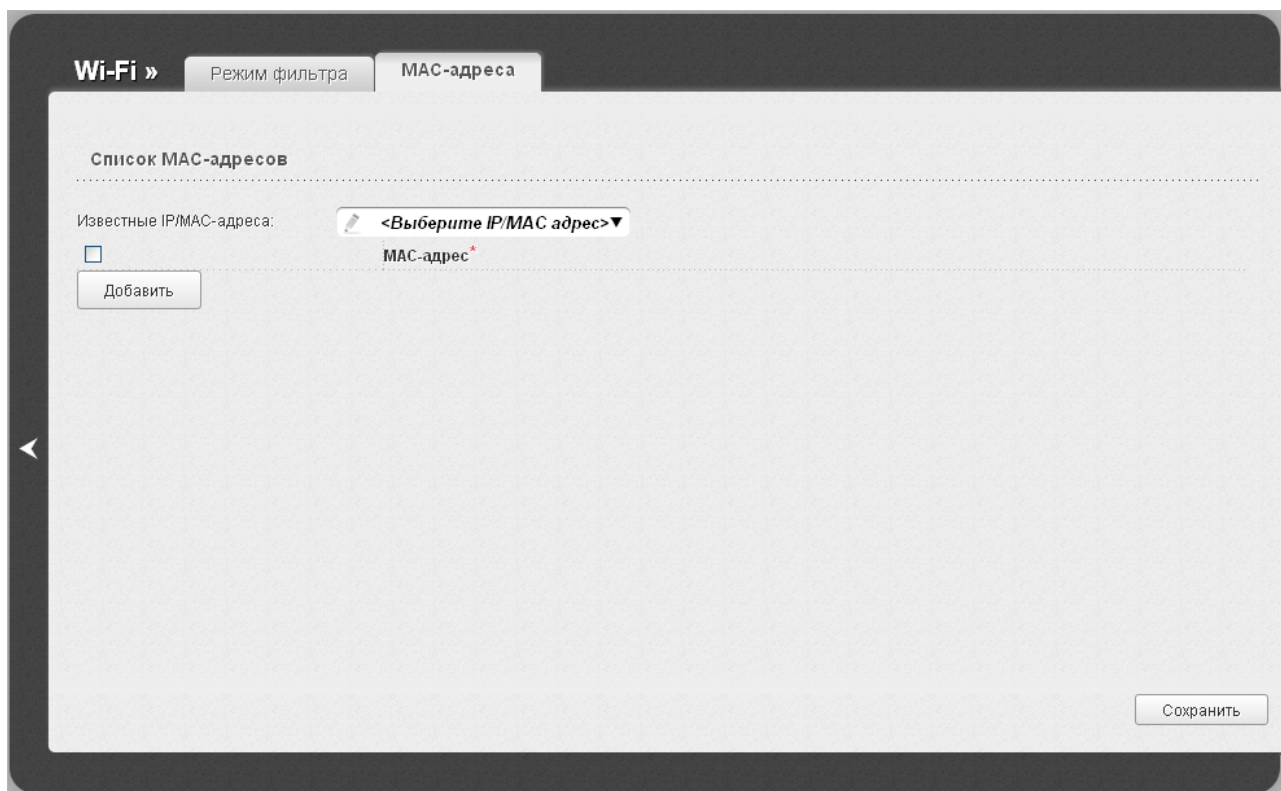 Wi-Fi » Режим фильтра MAC-адреса
Список MAC-адресов
Известные IP/MAC-адреса: <Выберите IP/MAC адрес>▼
MAC-адрес*
Добавить
Сохранить